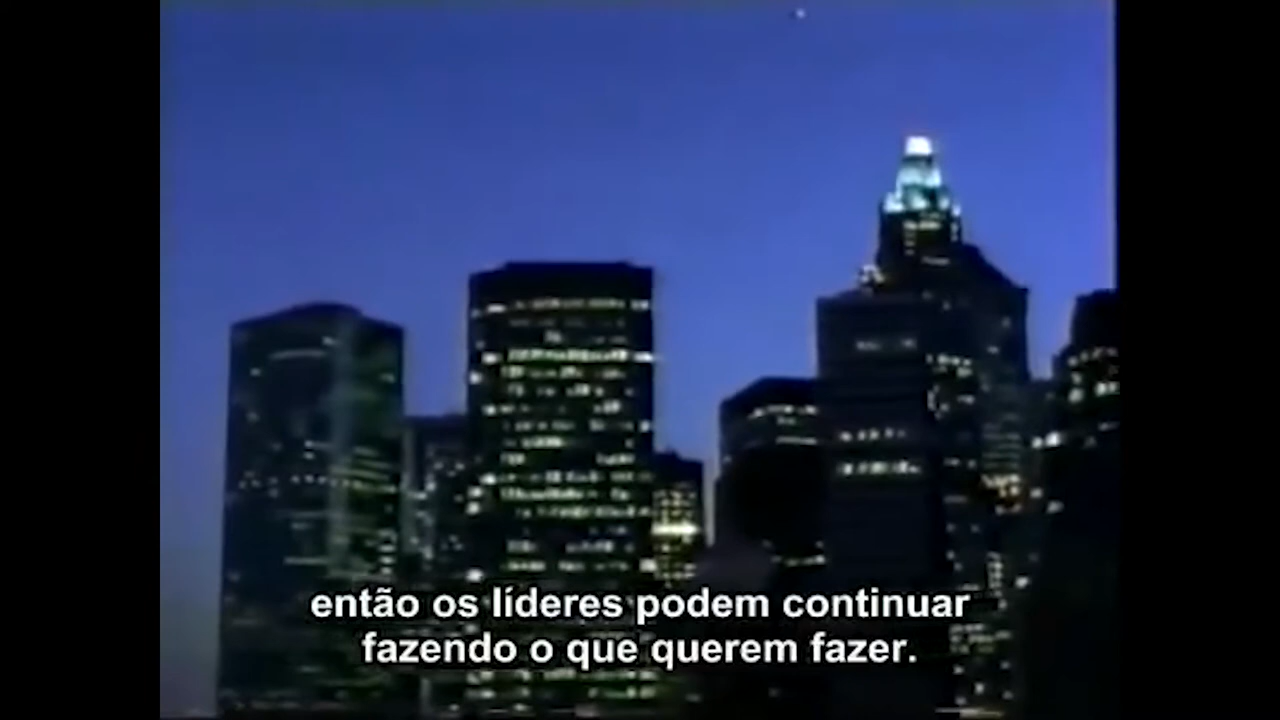 então os líderes podem continuar
fazendo o que querem fazer.